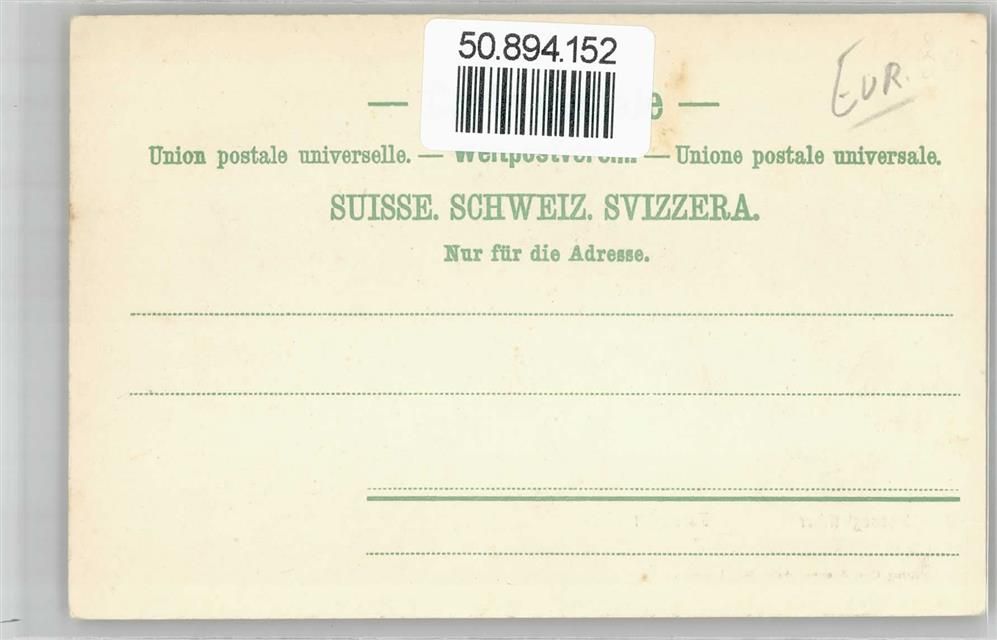 50.894.152
EUR.
Union postale universelle. — Weltpostverein — Unione postale universale.
SUISSE. SCHWEIZ. SVIZZERA.
Nur für die Adresse.